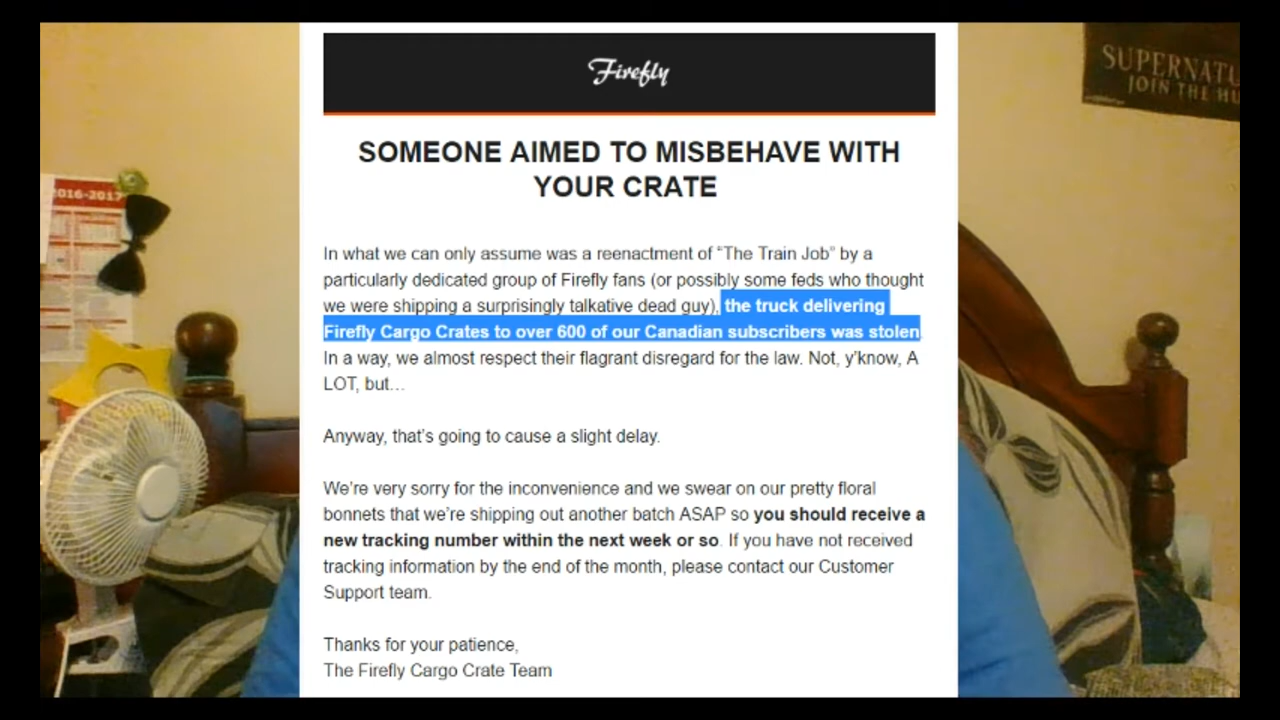 Firefly
SUPERNATU
JOIN THE HU
SOMEONE AIMED TO MISBEHAVE WITH
YOUR CRATE
2016-2017
In what we can only assume was a reenactment of “The Train Job” by a
particularly dedicated group of Firefly fans (or possibly some feds who thought
we were shipping a surprisingly talkative dead guy), the truck delivering
Firefly Cargo Crates to over 600 of our Canadian subscribers was stolen.
In a way, we almost respect their flagrant disregard for the law. Not, y’know, A
LOT, but…
Anyway, that’s going to cause a slight delay.
We’re very sorry for the inconvenience and we swear on our pretty floral
bonnets that we’re shipping out another batch ASAP so you should receive a
new tracking number within the next week or so. If you have not received
tracking information by the end of the month, please contact our Customer
Support team.
Thanks for your patience,
The Firefly Cargo Crate Team